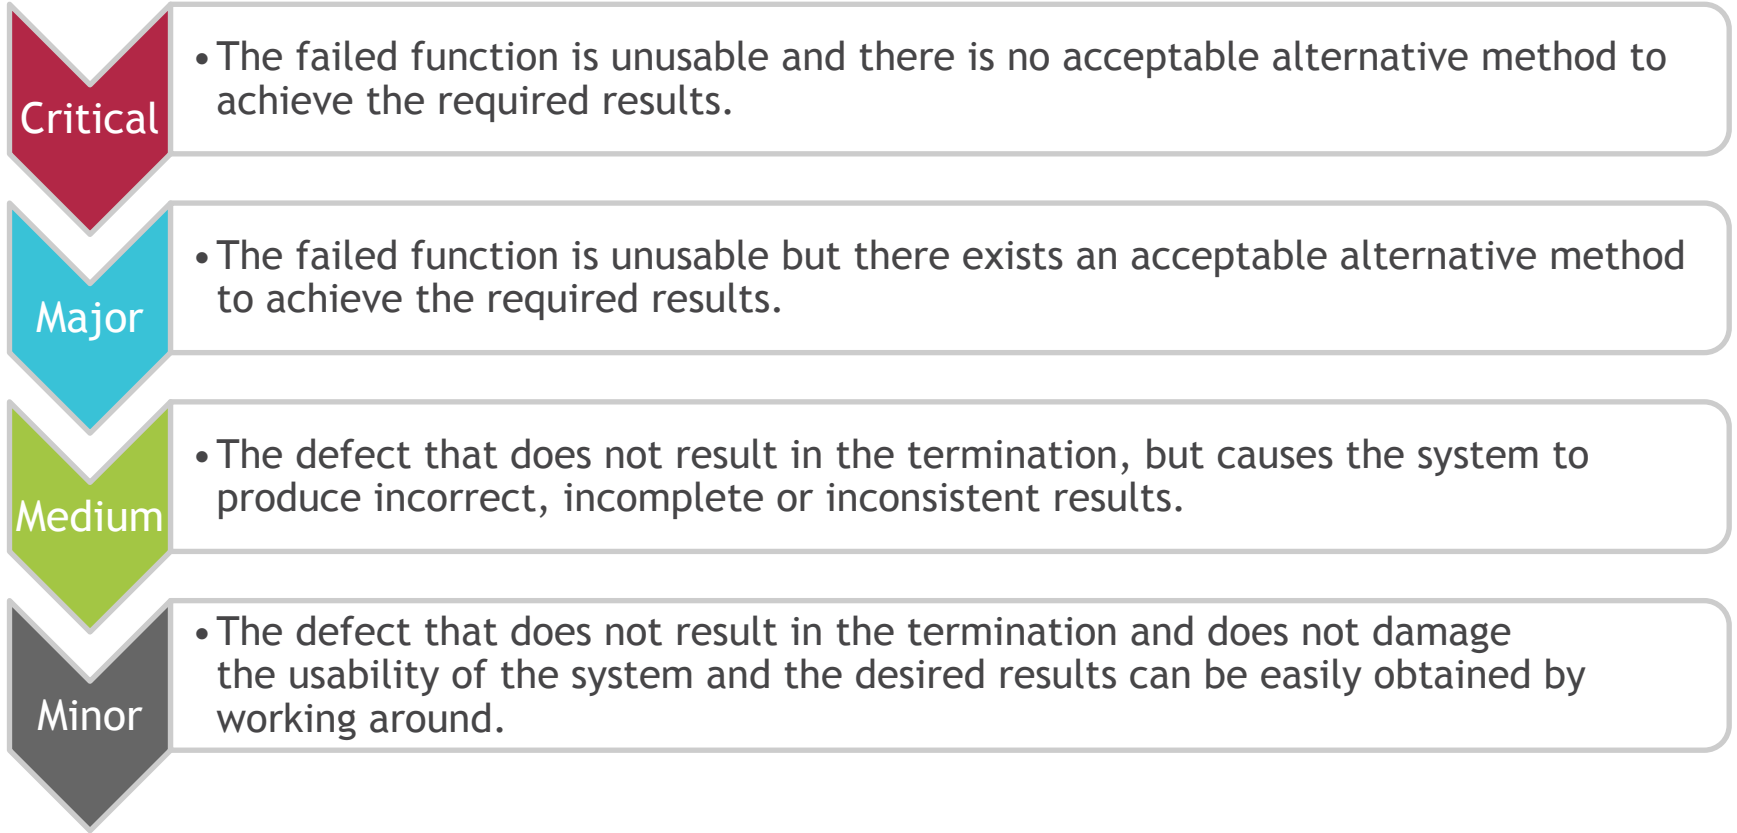 Critical
• The failed function is unusable and there is no acceptable alternative method to
achieve the required results.
Major
• The failed function is unusable but there exists an acceptable alternative method
to achieve the required results.
Medium
• The defect that does not result in the termination, but causes the system to
produce incorrect, incomplete or inconsistent results.
Minor
• The defect that does not result in the termination and does not damage
the usability of the system and the desired results can be easily obtained by
working around.